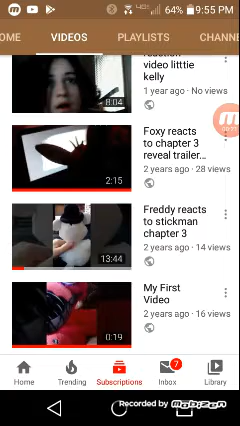 64% 9:55 PM
OME VIDEOS PLAYLISTS CHANNE
reaction
video litttie
kelly
1 year ago · No views
8:04
Foxy reacts
to chapter 3
reveal trailer...
2 years ago · 28 views
2:15
Freddy reacts
to stickman
chapter 3
2 years ago · 14 views
13:44
My First
Video
2 years ago · 16 views
0:19
7
Home Trending Subscriptions Inbox Library
Recorded by Mobizen